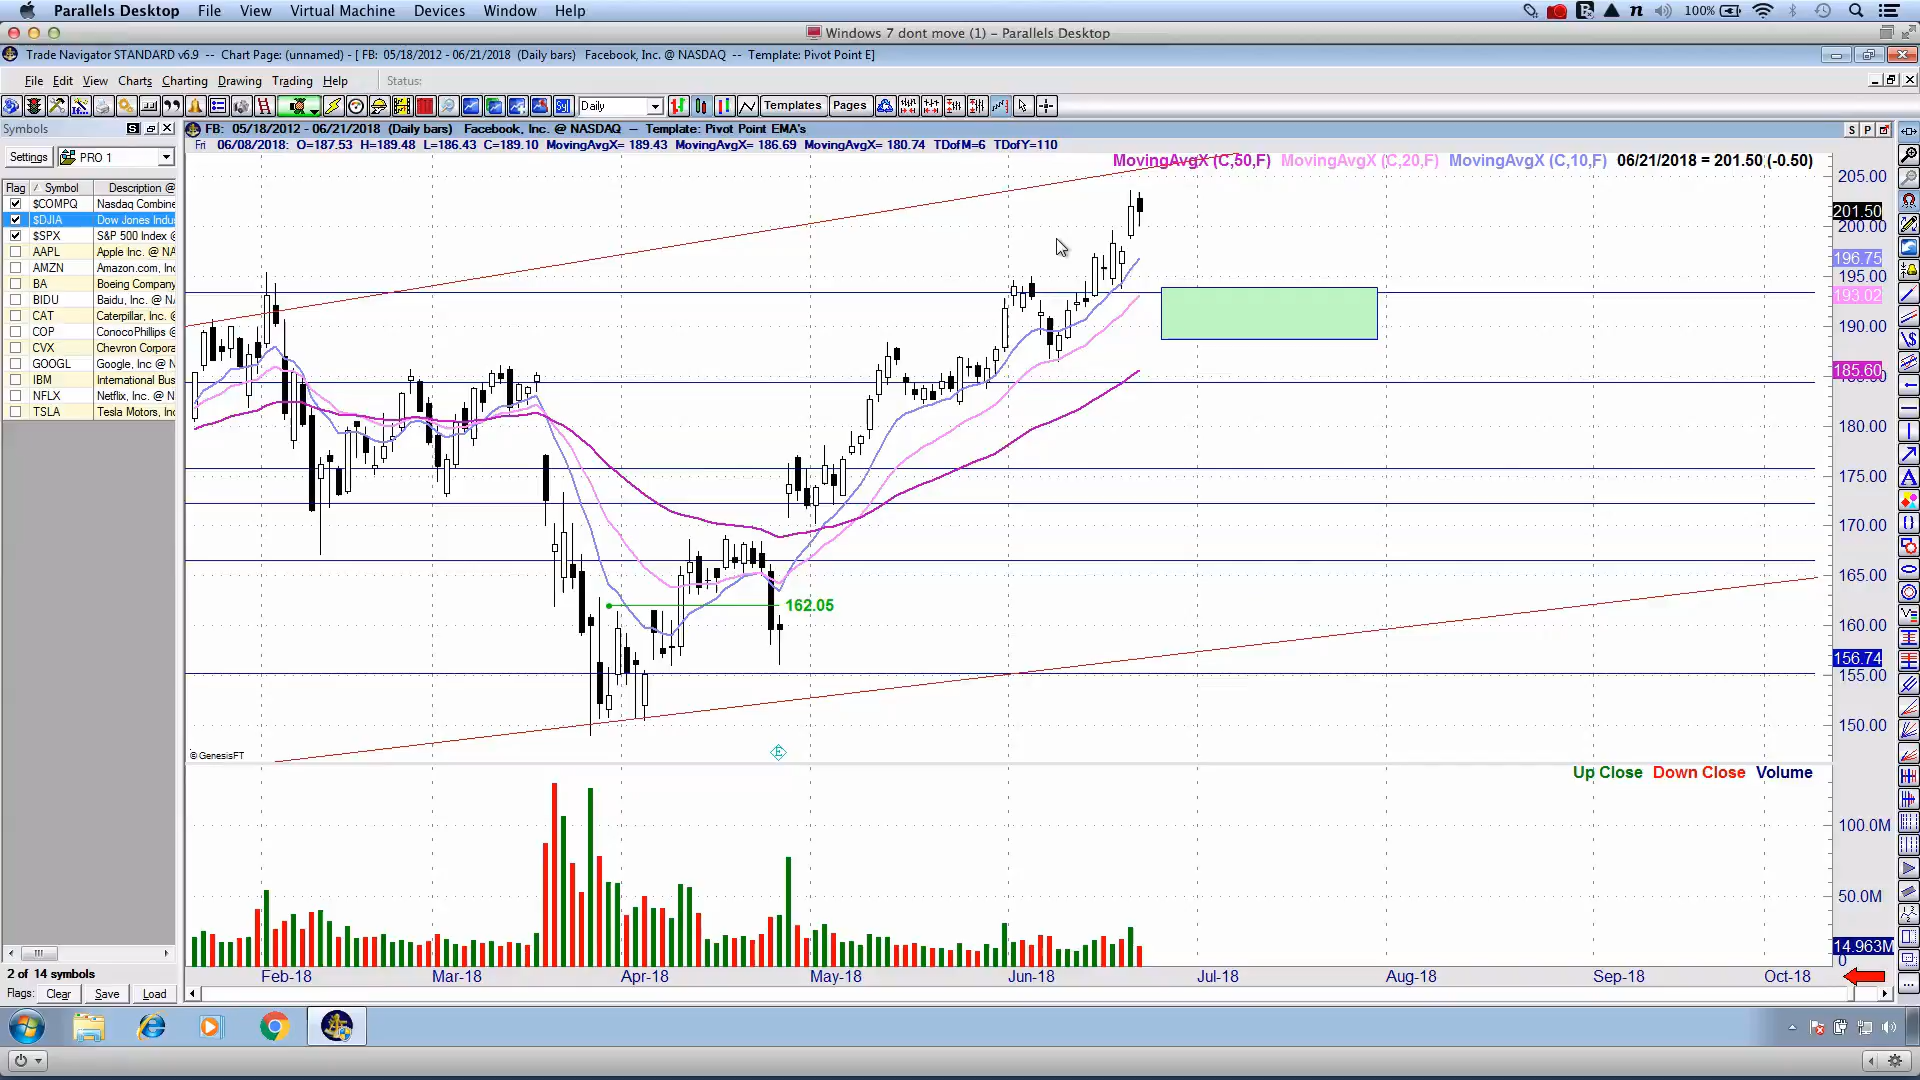 Parallels Desktop File View Virtual Machine Devices Window Help 100%
Windows 7 dont move (1) - Parallels Desktop
Trade Navigator STANDARD v6.9 -- Chart Page: (unnamed) - [ FB: 05/18/2012 - 06/21/2018 (Daily bars) Facebook, Inc. @ NASDAQ -- Template: Pivot Point E]
File Edit View Charts Charting Drawing Trading Help Status:
Daily Templates Pages
Symbols
S
FB: 05/18/2012 - 06/21/2018 (Daily bars) Facebook, Inc. @ NASDAQ -- Template: Pivot Point EMA's
S P
Fri 06/08/2018: O=187.53 H=189.48 L=186.43 C=189.10 MovingAvgX= 189.43 MovingAvgX= 186.69 MovingAvgX= 180.74 TDofM=6 TDofY=110
Settings PRO 1
MovingAvgX (C,50,F) MovingAvgX (C,20,F) MovingAvgX (C,10,F) 06/21/2018 = 201.50 (-0.50)
Flag Symbol Description @
$COMPQ Nasdaq Combine
$DJIA Dow Jones Indu
$SPX S&P 500 Index @
AAPL Apple Inc. @ NA
AMZN Amazon.com, Inc
BA Boeing Company
BIDU Baidu, Inc. @ NA
CAT Caterpillar, Inc. @
COP ConocoPhillips @
CVX Chevron Corpora
GOOGL Google, Inc @ N
IBM International Bus
NFLX Netflix, Inc. @ N
TSLA Tesla Motors, Inc
205.00
201.50
200.00
196.75
195.00
193.02
190.00
185.60
185.00
180.00
175.00
170.00
165.00
162.05
160.00
156.74
155.00
150.00
E
© GenesisFT
Up Close Down Close Volume
100.0M
50.0M
14.963M
0
Feb-18 Mar-18 Apr-18 May-18 Jun-18 Jul-18 Aug-18 Sep-18 Oct-18
2 of 14 symbols
Flags: Clear Save Load